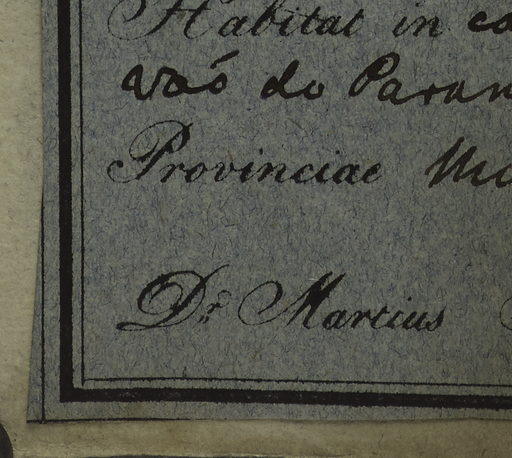 Habitat in
vaõ do Paran
Provinciae
Dr. Martius